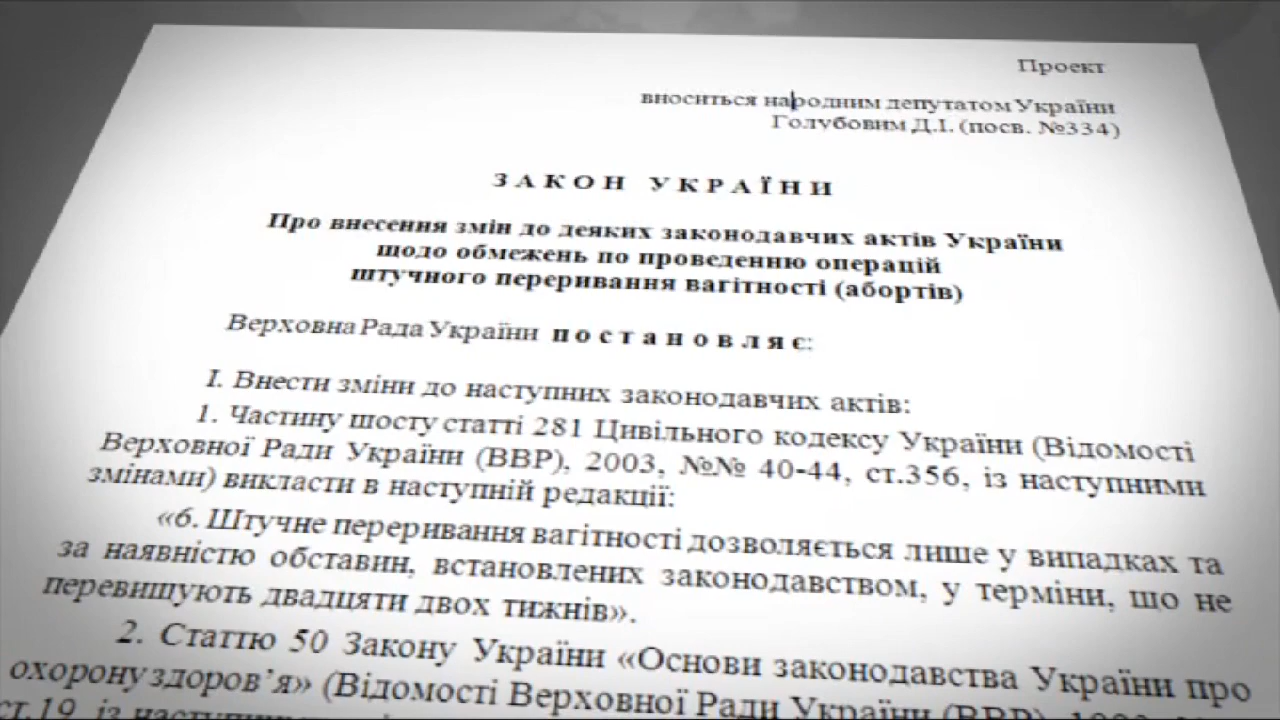 Проект
вноситься народним депутатом України
Голубовим Д.І. (посв. №334)
ЗАКОН УКРАЇНИ
Про внесення змін до деяких законодавчих актів України
щодо обмежень по проведенню операцій
штучного переривання вагітності (абортів)
Верховна Рада України постановляє:
I. Внести зміни до наступних законодавчих актів:
1. Частину шосту статті 281 Цивільного кодексу України (Відомості
Верховної Ради України (ВВР), 2003, №№ 40-44, ст.356, із наступними
змінами) викласти в наступній редакції:
«6. Штучне переривання вагітності дозволяється лише у випадках та
за наявністю обставин, встановлених законодавством, у терміни, що не
перевищують двадцяти двох тижнів».
2. Статтю 50 Закону України «Основи законодавства України про
охорону здоров’я» (Відомості Верховної Ради України (ВВР),
ст.19, із